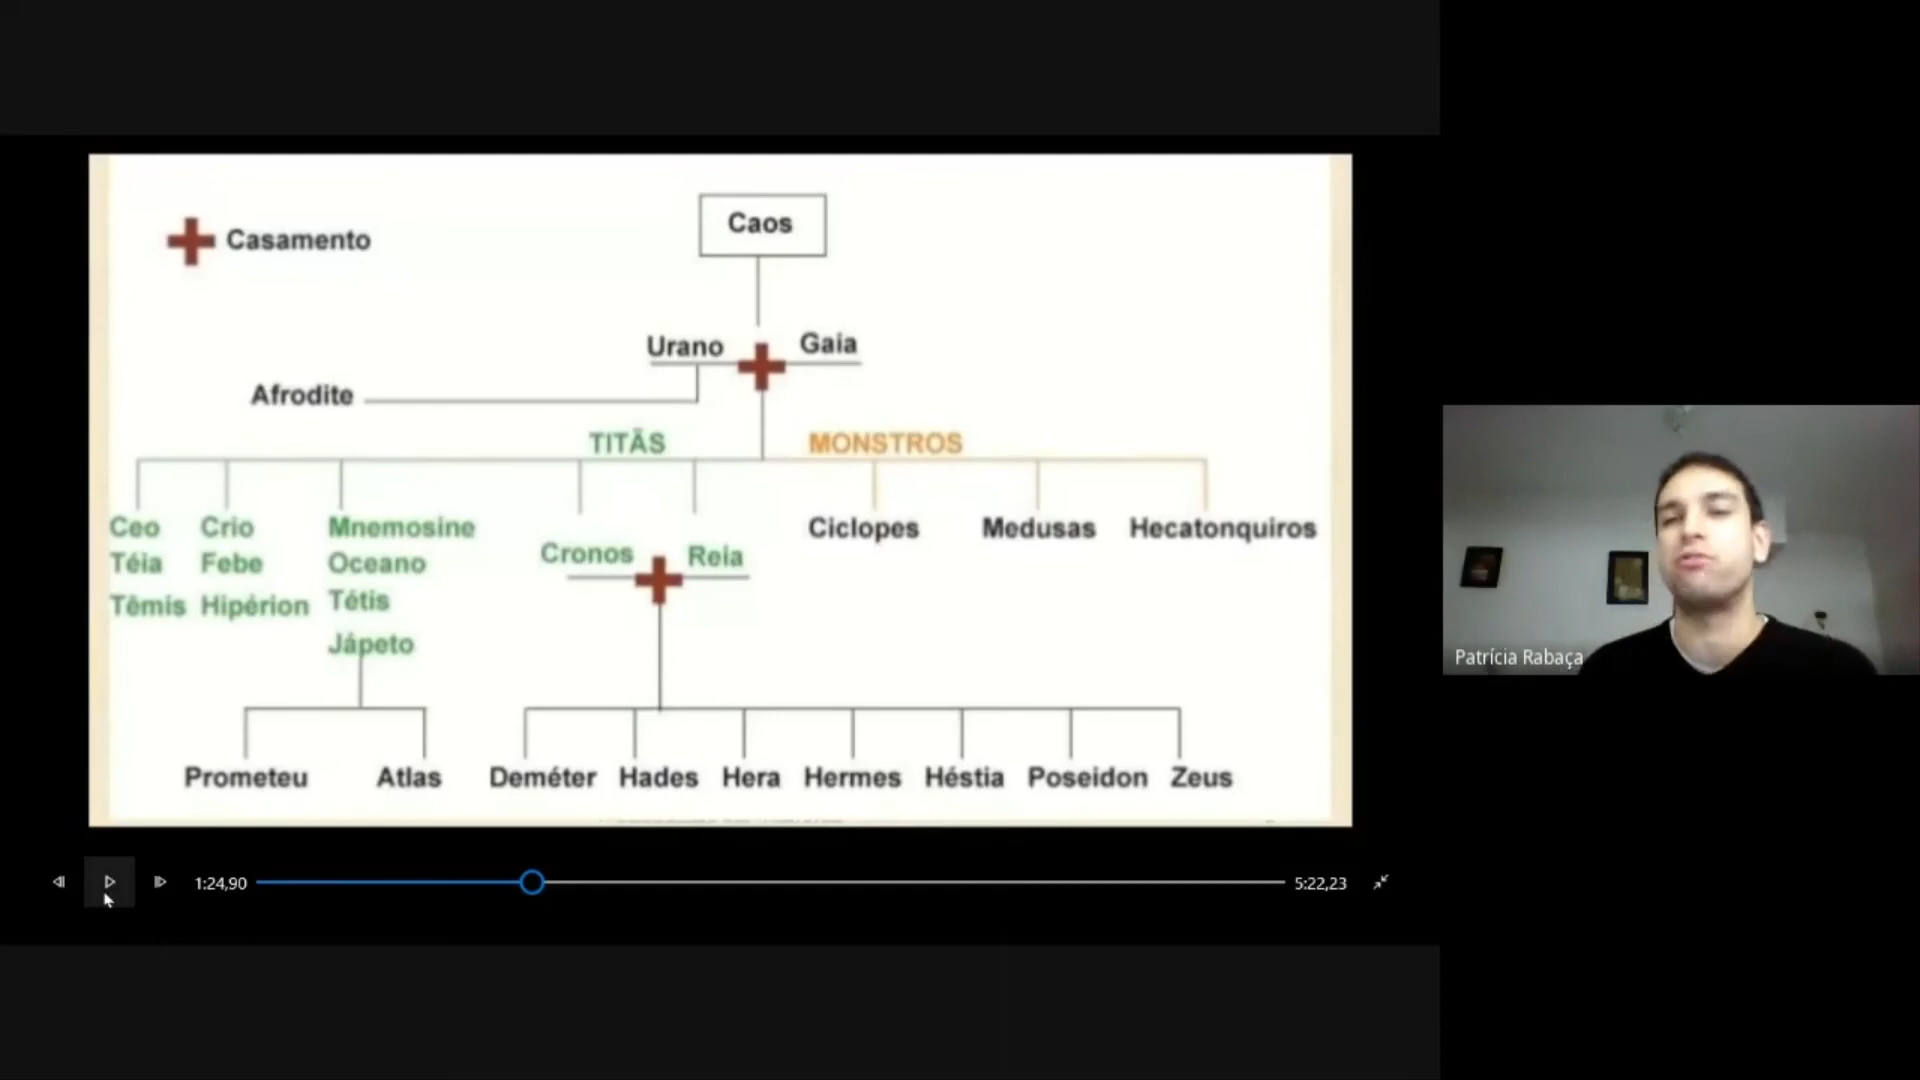 Caos
Casamento
Urano
Gaia
Afrodite
TITÃS
MONSTROS
Ceo
Crio
Mnemosine
Ciclopes
Medusas
Hecatonquiros
Cronos
Reia
Téia
Febe
Oceano
Têmis
Hipérion
Tétis
Jápeto
Prometeu
Atlas
Deméter
Hades
Hera
Hermes
Héstia
Poseidon
Zeus
Patrícia Rabaça
1:24,90
5:22,23